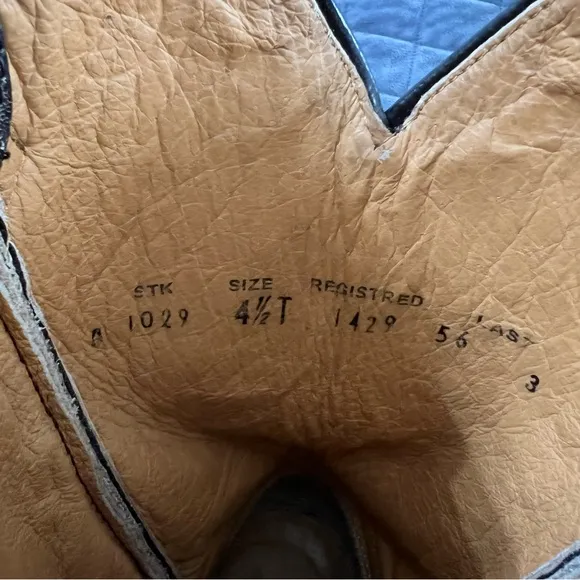 STK SIZE REGISTRED LAST
A 1029 4½T 1429 56
3